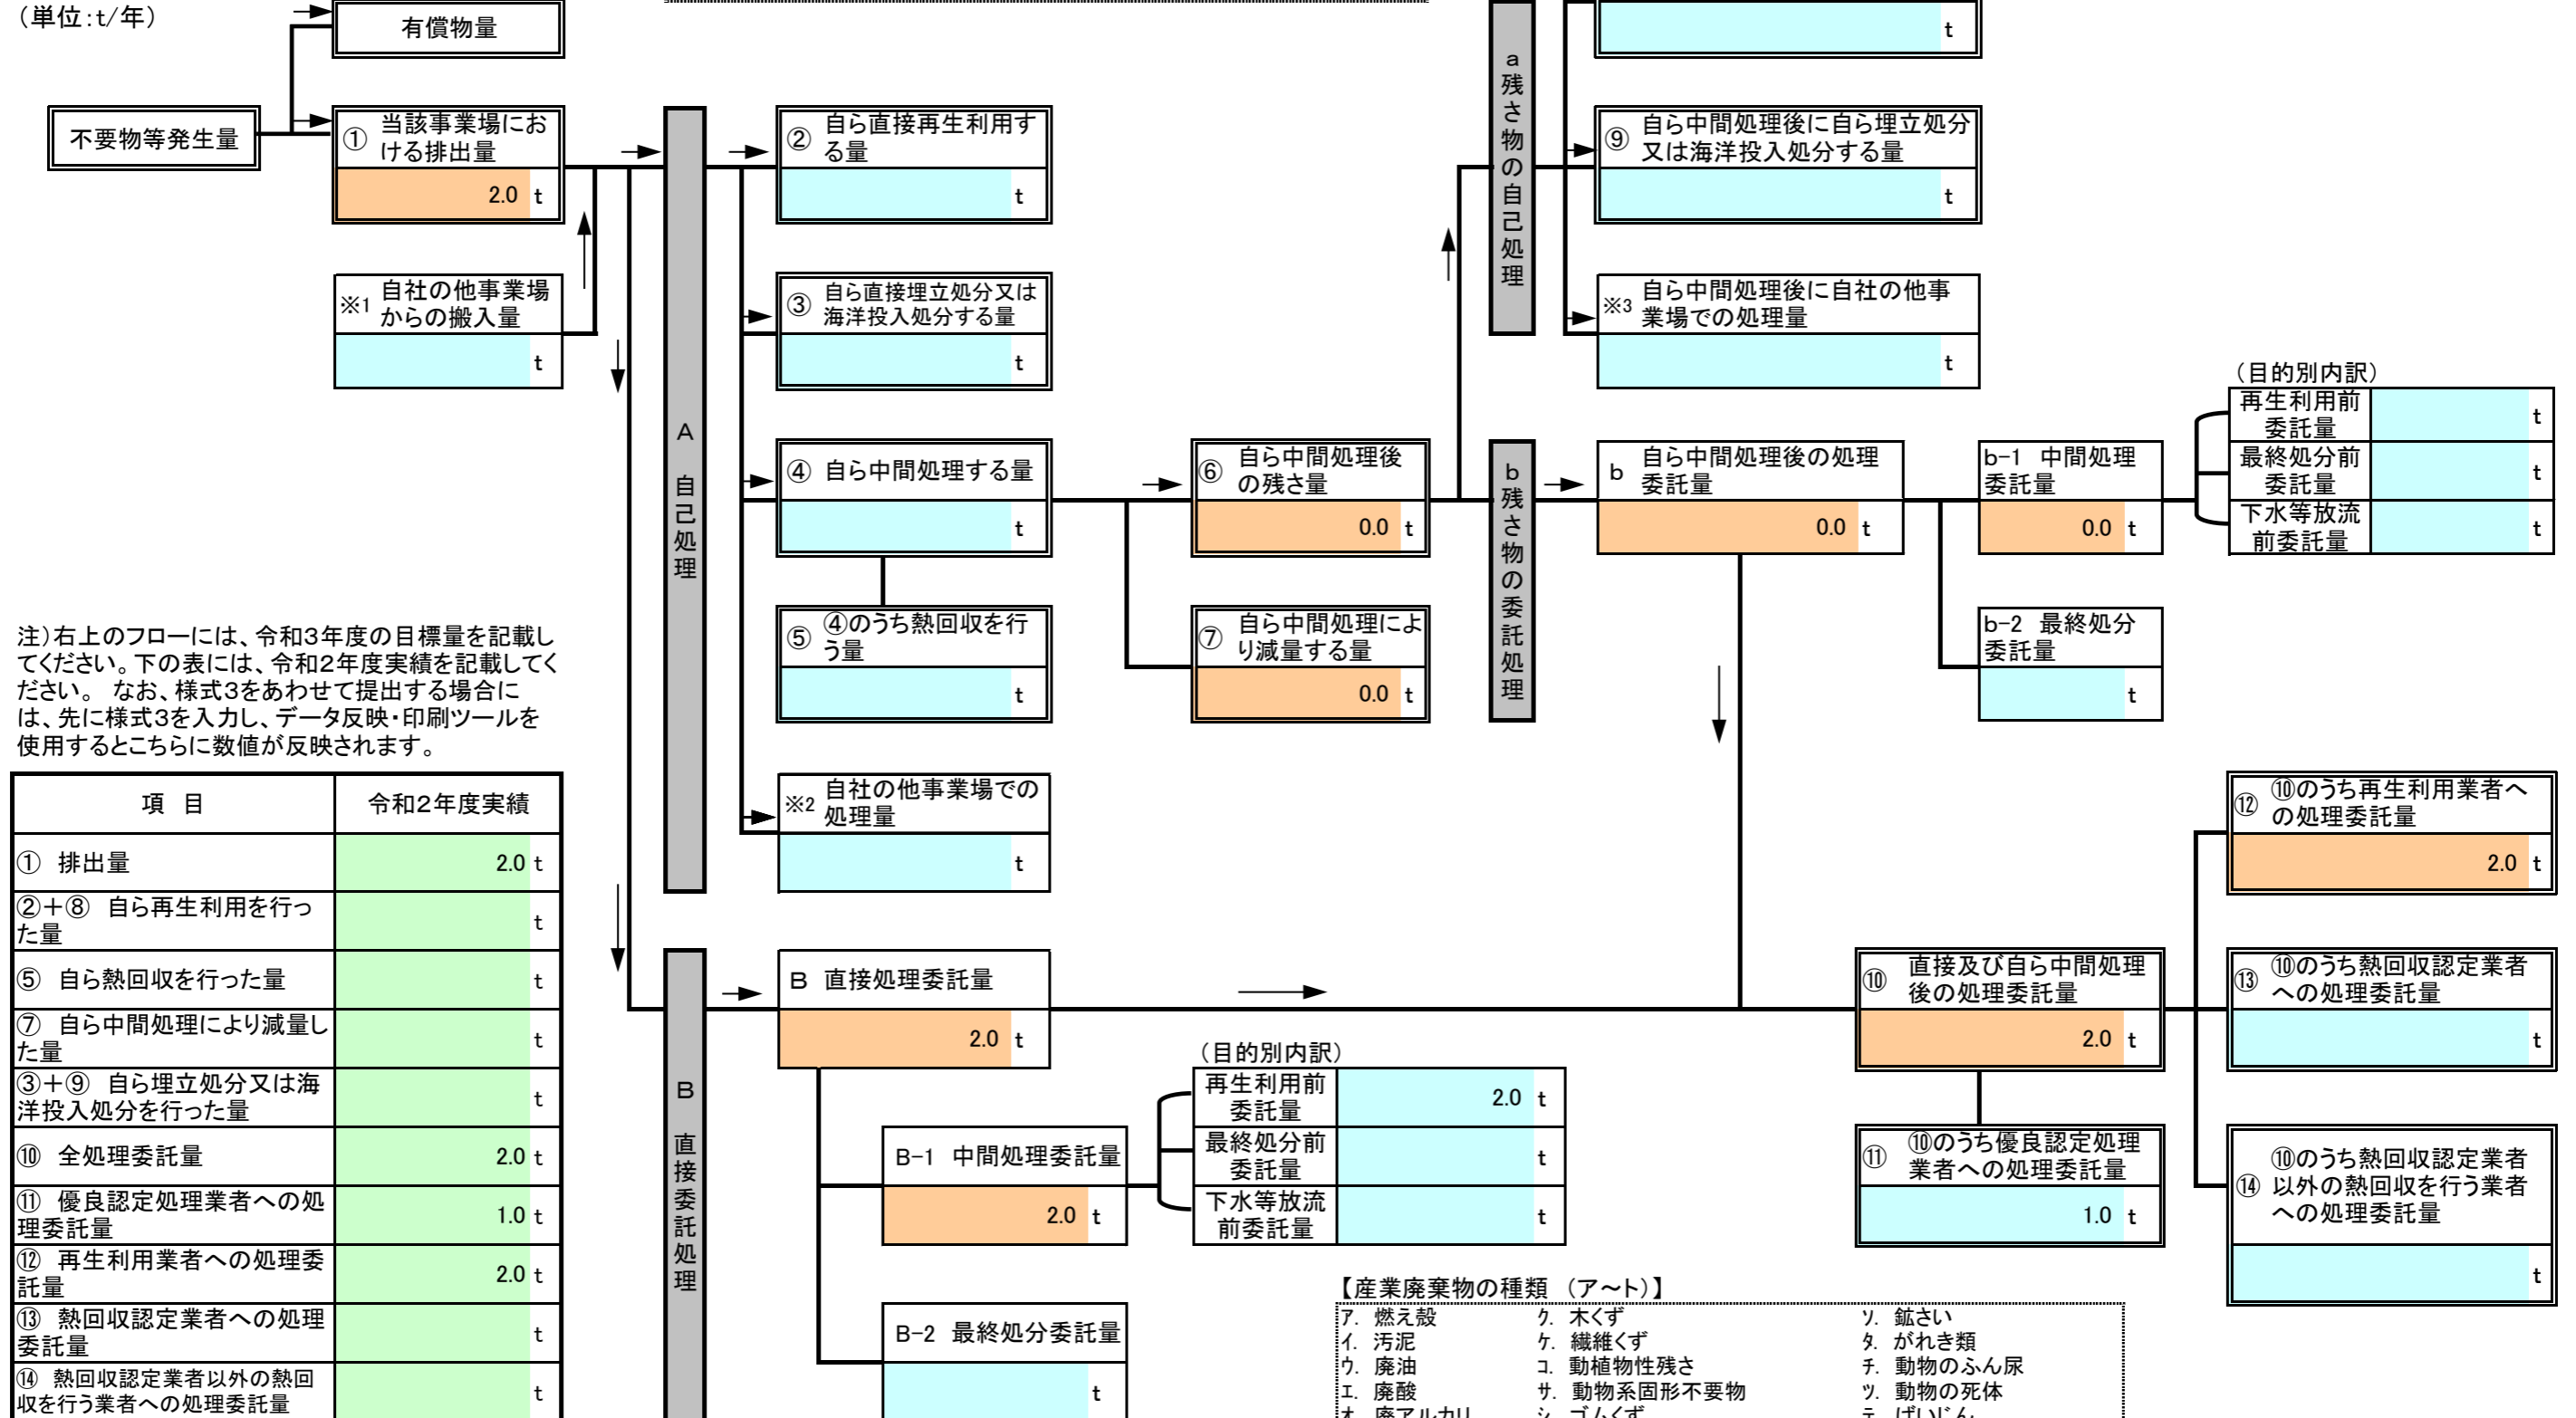 （単位：t/年）
有償物量
t
不要物等発生量
① 当該事業場にお
ける排出量
2.0 t
※1 自社の他事業場
からの搬入量
t
A 自己処理
② 自ら直接再生利用す
る量
t
③ 自ら直接埋立処分又は
海洋投入処分する量
t
④ 自ら中間処理する量
t
⑤ ④のうち熱回収を行
う量
t
※2 自社の他事業場での
処理量
t
⑥ 自ら中間処理後
の残さ量
0.0 t
⑦ 自ら中間処理によ
り減量する量
0.0 t
a 残さ物の自己処理
⑨ 自ら中間処理後に自ら埋立処分
又は海洋投入処分する量
t
※3 自ら中間処理後に自社の他事
業場での処理量
t
b 残さ物の委託処理
b 自ら中間処理後の処理
委託量
0.0 t
b-1 中間処理
委託量
0.0 t
（目的別内訳）
再生利用前
委託量
t
最終処分前
委託量
t
下水等放流
前委託量
t
b-2 最終処分
委託量
t
注）右上のフローには、令和3年度の目標量を記載し
てください。下の表には、令和2年度実績を記載してく
ださい。 なお、様式3をあわせて提出する場合に
は、先に様式3を入力し、データ反映・印刷ツールを
使用するとこちらに数値が反映されます。
項 目 令和2年度実績
① 排出量 2.0 t
②＋⑧ 自ら再生利用を行っ
た量 t
⑤ 自ら熱回収を行った量 t
⑦ 自ら中間処理により減量し
た量 t
③＋⑨ 自ら埋立処分又は海
洋投入処分を行った量 t
⑩ 全処理委託量 2.0 t
⑪ 優良認定処理業者への処
理委託量 1.0 t
⑫ 再生利用業者への処理委
託量 2.0 t
⑬ 熱回収認定業者への処理
委託量 t
⑭ 熱回収認定業者以外の熱回
収を行う業者への処理委託量 t
B 直接委託処理
B 直接処理委託量
2.0 t
B-1 中間処理委託量
2.0 t
（目的別内訳）
再生利用前
委託量
2.0 t
最終処分前
委託量
t
下水等放流
前委託量
t
B-2 最終処分委託量
t
⑩ 直接及び自ら中間処理
後の処理委託量
2.0 t
⑪ ⑩のうち優良認定処理
業者への処理委託量
1.0 t
⑫ ⑩のうち再生利用業者へ
の処理委託量
2.0 t
⑬ ⑩のうち熱回収認定業者
への処理委託量
t
⑭ ⑩のうち熱回収認定業者
以外の熱回収を行う業者
への処理委託量
t
【産業廃棄物の種類 （ア～ト）】
ア. 燃え殻 ク. 木くず ソ. 鉱さい
イ. 汚泥 ケ. 繊維くず タ. がれき類
ウ. 廃油 コ. 動植物性残さ チ. 動物のふん尿
エ. 廃酸 サ. 動物系固形不要物 ツ. 動物の死体
オ. 廃アルカリ シ. ゴムくず テ. ばいじん